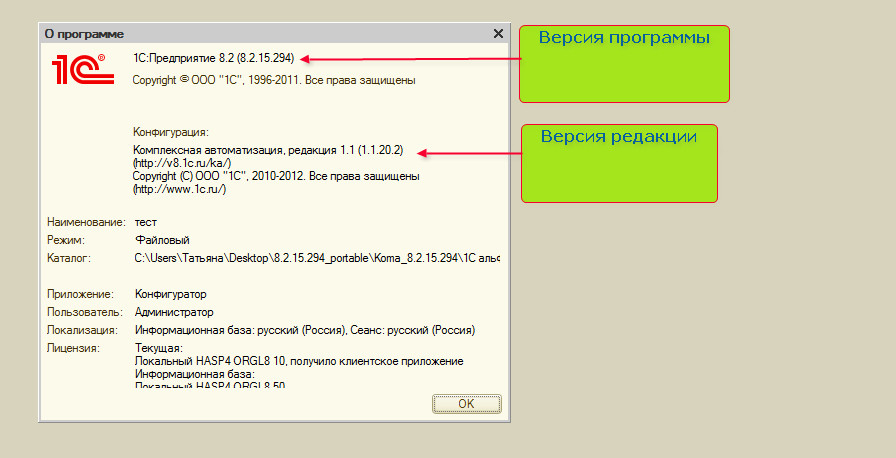 О программе
1С®
1С:Предприятие 8.2 (8.2.15.294)
Copyright © ООО "1С", 1996-2011. Все права защищены
Конфигурация:
Комплексная автоматизация, редакция 1.1 (1.1.20.2)
(http://v8.1c.ru/ka/)
Copyright (C) ООО "1С", 2010-2012. Все права защищены
(http://www.1c.ru/)
Наименование: тест
Режим: Файловый
Каталог: C:\Users\Татьяна\Desktop\8.2.15.294_portable\Koma_8.2.15.294\1С альф
Приложение: Конфигуратор
Пользователь: Администратор
Локализация: Информационная база: русский (Россия), Сеанс: русский (Россия)
Лицензия: Текущая:
Локальный HASP4 ORGL8 10, получило клиентское приложение
Информационная база:
Локальный HASP4 ORGL8 50
OK
Версия программы
Версия редакции